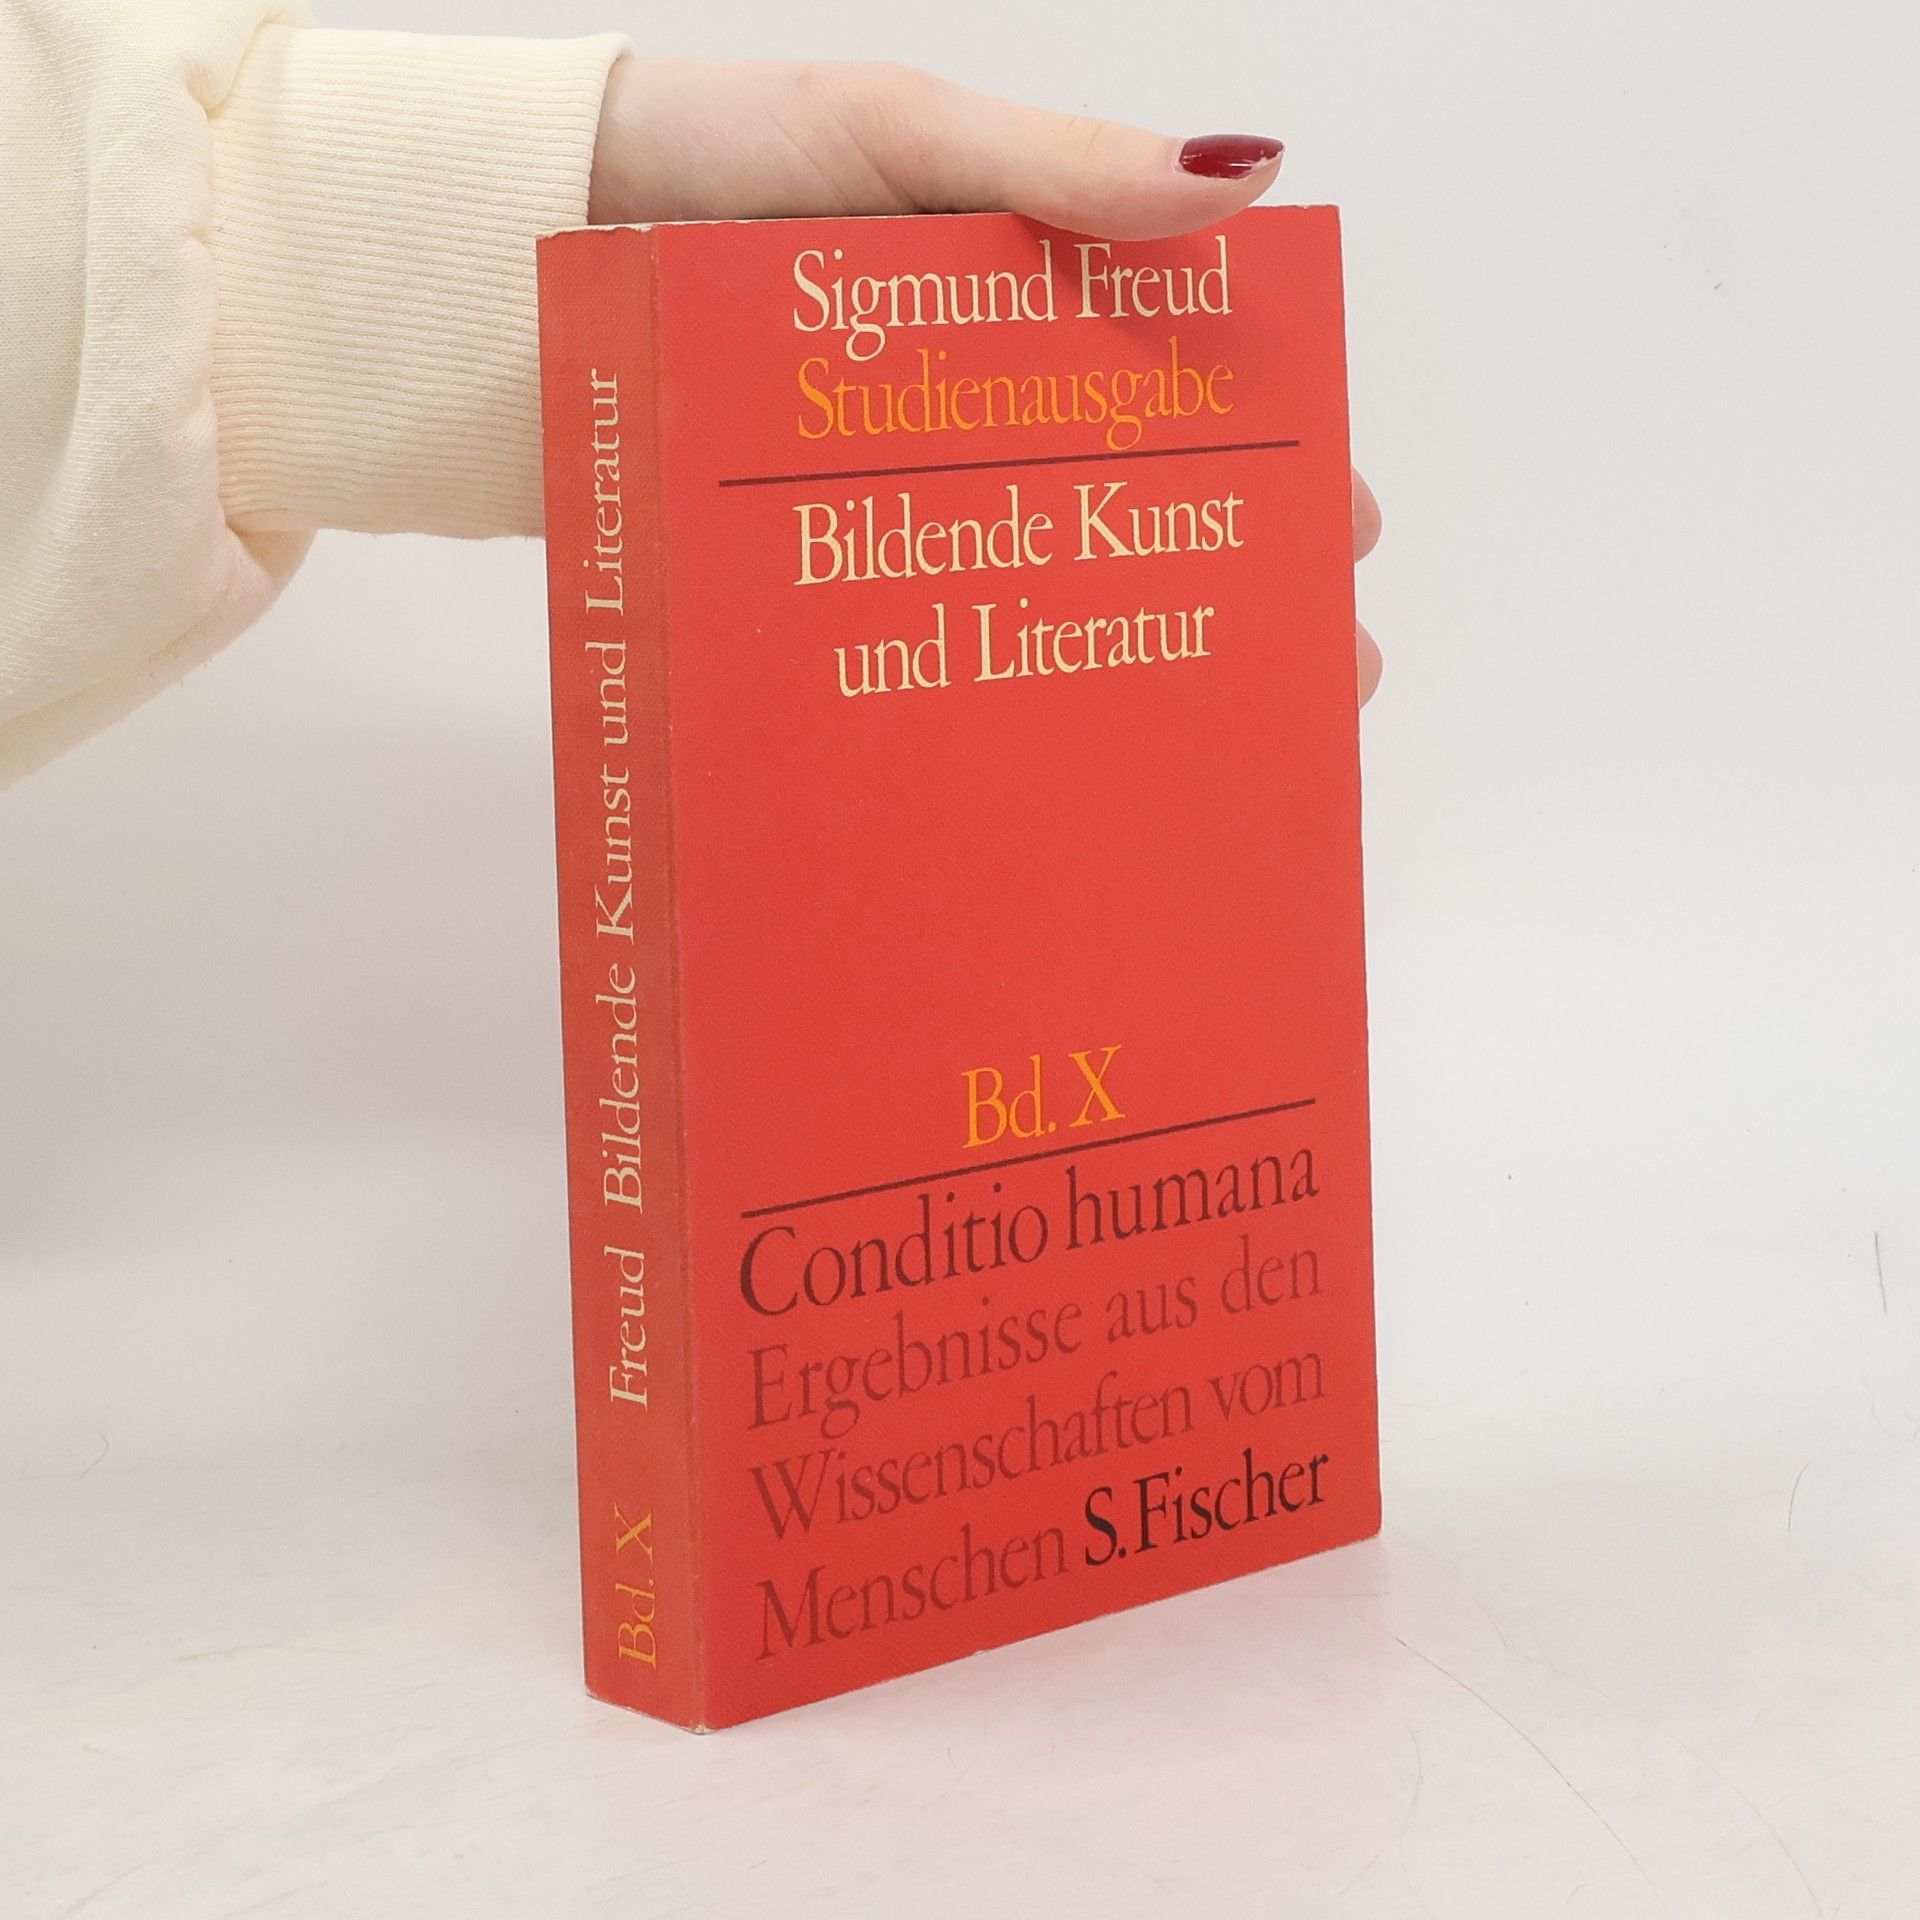 Sigmund Freud
Studienausgabe
Bildende Kunst
und Literatur
Bd. X
Conditio humana
Ergebnisse aus den
Wissenschaften vom
Menschen S. Fischer
Bd. X Freud Bildende Kunst und Literatur